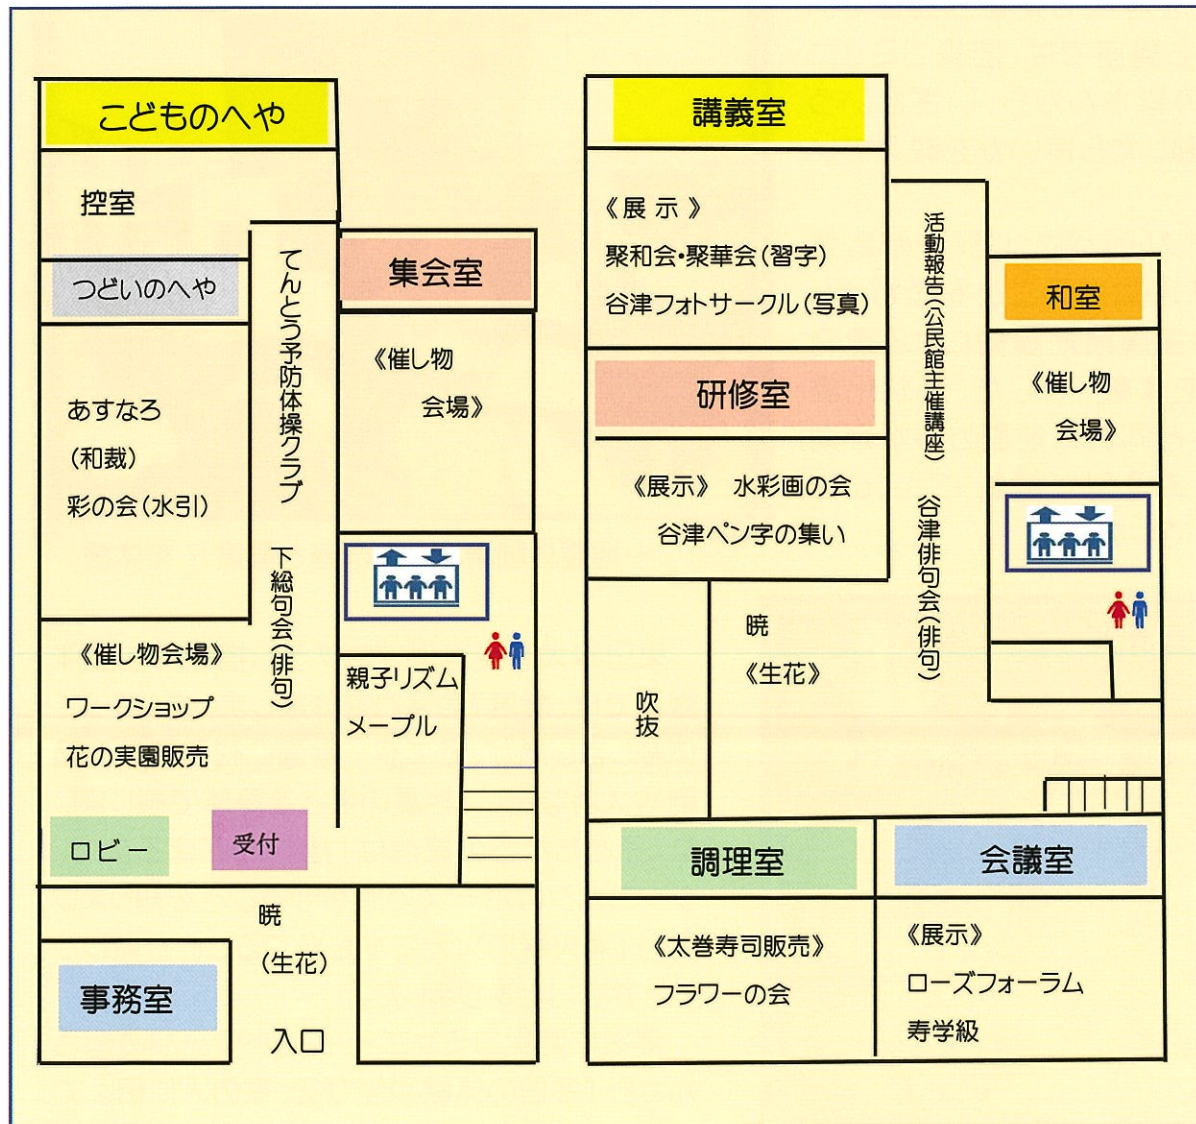 こどものへや
控室
つどいのへや
あすなろ
(和裁)
彩の会(水引)
てんとう予防体操クラブ
下総句会(俳句)
集会室
《催し物
会場》
《催し物会場》
ワークショップ
花の実園販売
親子リズム
メープル
ロビー
受付
暁
(生花)
事務室
入口
講義室
《展 示 》
聚和会・聚華会(習字)
谷津フォトサークル(写真)
研修室
《展示》 水彩画の会
谷津ペン字の集い
活動報告(公民館主催講座)
谷津俳句会(俳句)
和室
《催し物
会場》
暁
《生花》
吹抜
調理室
《太巻寿司販売》
フラワーの会
会議室
《展示》
ローズフォーラム
寿学級